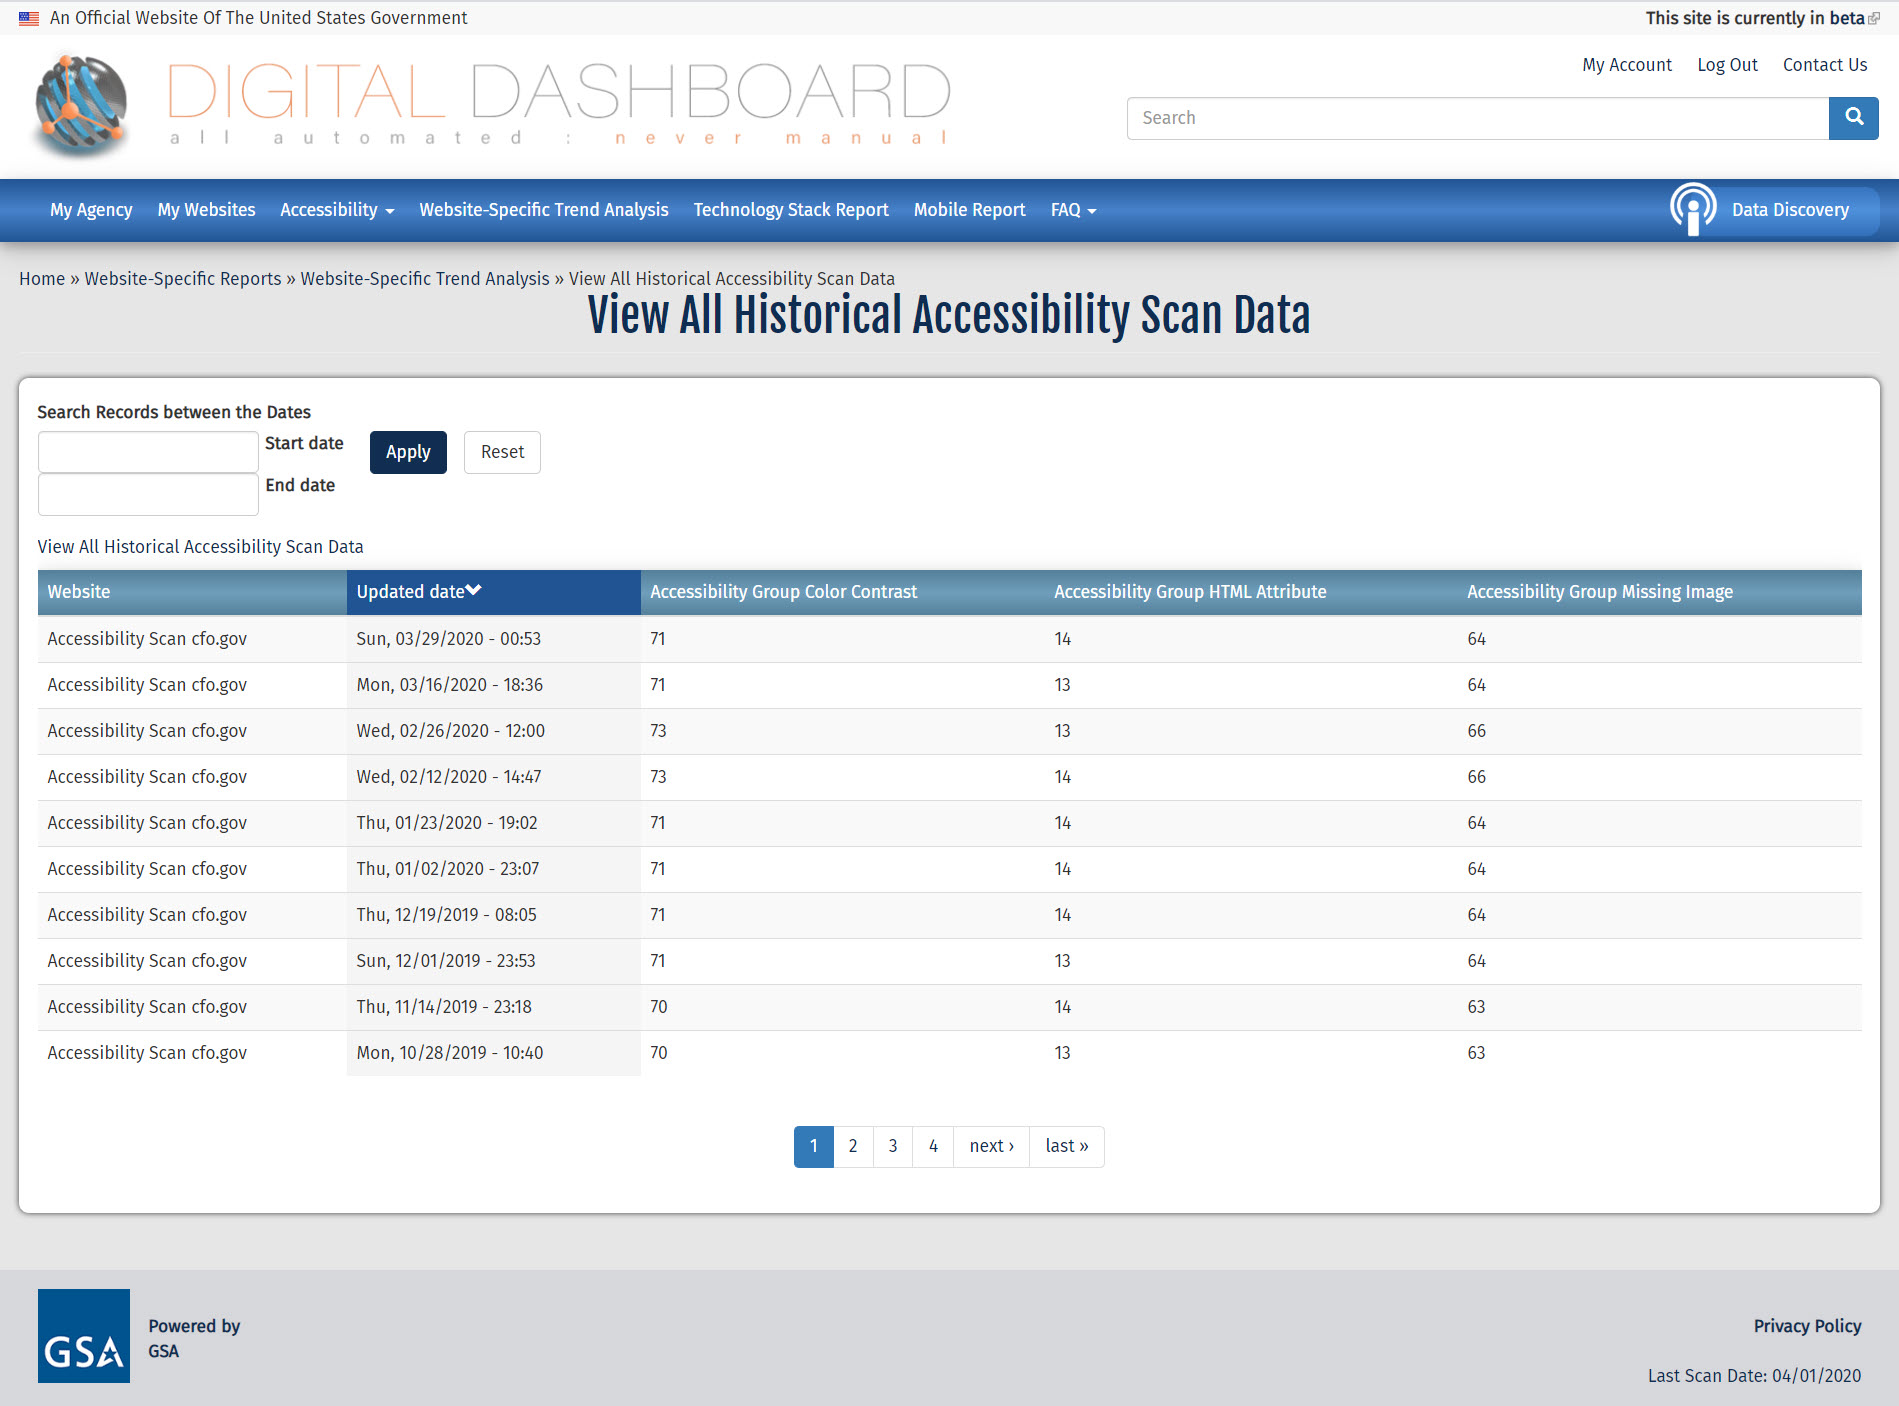 An Official Website Of The United States Government
This site is currently in beta
My Account Log Out Contact Us
DIGITAL DASHBOARD
all automated : never manual
Search
My Agency My Websites Accessibility Website-Specific Trend Analysis Technology Stack Report Mobile Report FAQ Data Discovery
Home » Website-Specific Reports » Website-Specific Trend Analysis » View All Historical Accessibility Scan Data
View All Historical Accessibility Scan Data
Search Records between the Dates
Start date
Apply Reset
End date
View All Historical Accessibility Scan Data
Website Updated date Accessibility Group Color Contrast Accessibility Group HTML Attribute Accessibility Group Missing Image
Accessibility Scan cfo.gov Sun, 03/29/2020 - 00:53 71 14 64
Accessibility Scan cfo.gov Mon, 03/16/2020 - 18:36 71 13 64
Accessibility Scan cfo.gov Wed, 02/26/2020 - 12:00 73 13 66
Accessibility Scan cfo.gov Wed, 02/12/2020 - 14:47 73 14 66
Accessibility Scan cfo.gov Thu, 01/23/2020 - 19:02 71 14 64
Accessibility Scan cfo.gov Thu, 01/02/2020 - 23:07 71 14 64
Accessibility Scan cfo.gov Thu, 12/19/2019 - 08:05 71 14 64
Accessibility Scan cfo.gov Sun, 12/01/2019 - 23:53 71 13 64
Accessibility Scan cfo.gov Thu, 11/14/2019 - 23:18 70 14 63
Accessibility Scan cfo.gov Mon, 10/28/2019 - 10:40 70 13 63
1 2 3 4 next › last »
GSA
Powered by
GSA
Privacy Policy
Last Scan Date: 04/01/2020